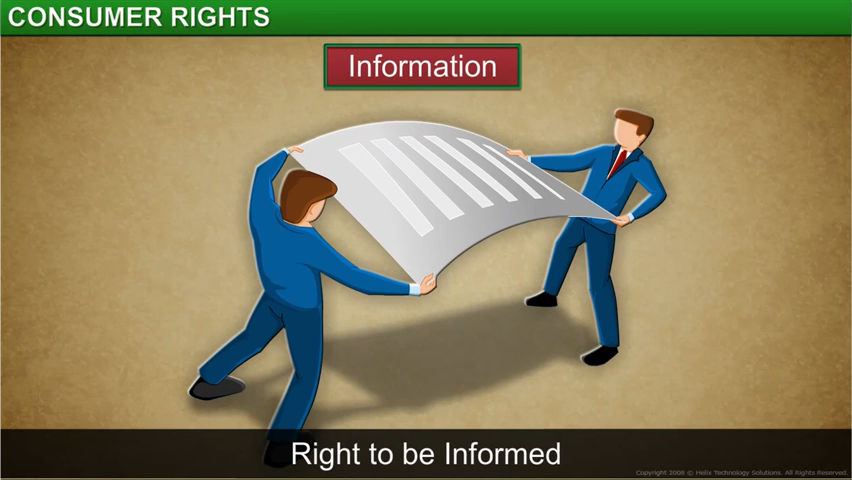 CONSUMER RIGHTS
Information
Right to be Informed
Copyright 2008 © Helix Technology Solutions. All Rights Reserved.